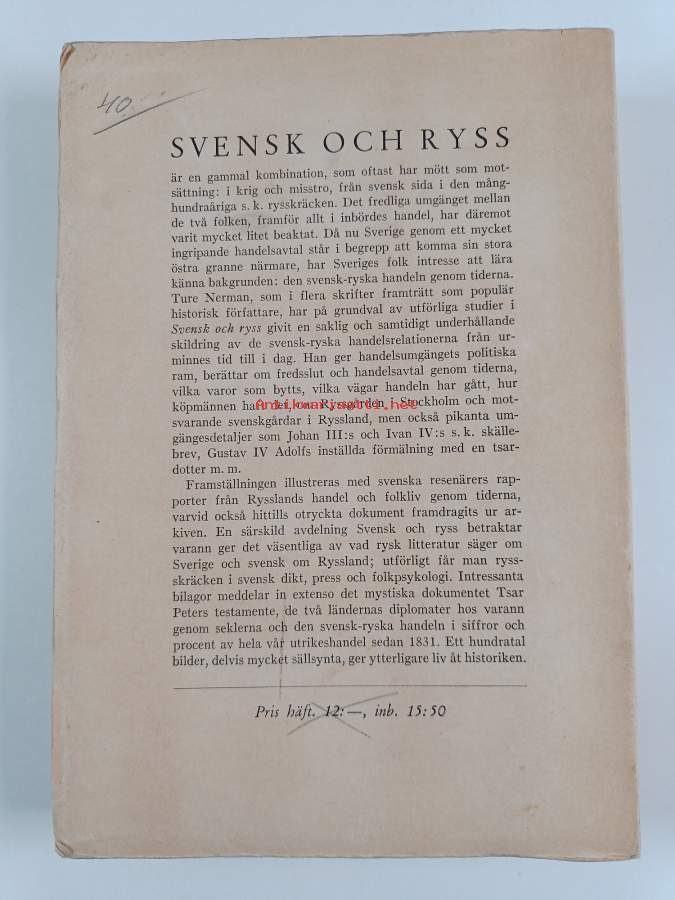 40:-
SVENSK OCH RYSS
är en gammal kombination, som oftast har mött som mot-
sättning: i krig och misstro, från svensk sida i den mång-
hundraåriga s. k. rysskräcken. Det fredliga umgänget mellan
de två folken, framför allt i inbördes handel, har däremot
varit mycket litet beaktat. Då nu Sverige genom ett mycket
ingripande handelsavtal står i begrepp att komma sin stora
östra granne närmare, har Sveriges folk intresse att lära
känna bakgrunden: den svensk-ryska handeln genom tiderna.
Ture Nerman, som i flera skrifter framträtt som populär
historisk författare, har på grundval av utförliga studier i
Svensk och ryss givit en saklig och samtidigt underhållande
skildring av de svensk-ryska handelsrelationerna från ur-
minnes tid till i dag. Han ger handelsumgängets politiska
ram, berättar om fredsslut och handelsavtal genom tiderna,
vilka varor som bytts, vilka vägar handeln har gått, hur
köpmännen har det, om Ryssgården i Stockholm och mot-
Antikvariaatti.net
svarande svenskgårdar i Ryssland, men också pikanta um-
gängesdetaljer som Johan III:s och Ivan IV:s s. k. skälle-
brev, Gustav IV Adolfs inställda förmälning med en tsar-
dotter m. m.
Framställningen illustreras med svenska resenärers rap-
porter från Rysslands handel och folkliv genom tiderna,
varvid också hittills otryckta dokument framdragits ur ar-
kiven. En särskild avdelning Svensk och ryss betraktar
varann ger det väsentliga av vad rysk litteratur säger om
Sverige och svensk om Ryssland; utförligt får man ryss-
skräcken i svensk dikt, press och folkpsykologi. Intressanta
bilagor meddelar in extenso det mystiska dokumentet Tsar
Peters testamente, de två ländernas diplomater hos varann
genom seklerna och den svensk-ryska handeln i siffror och
procent av hela vår utrikeshandel sedan 1831. Ett hundratal
bilder, delvis mycket sällsynta, ger ytterligare liv åt historiken.
Pris häft. 12:—, inb. 15:50